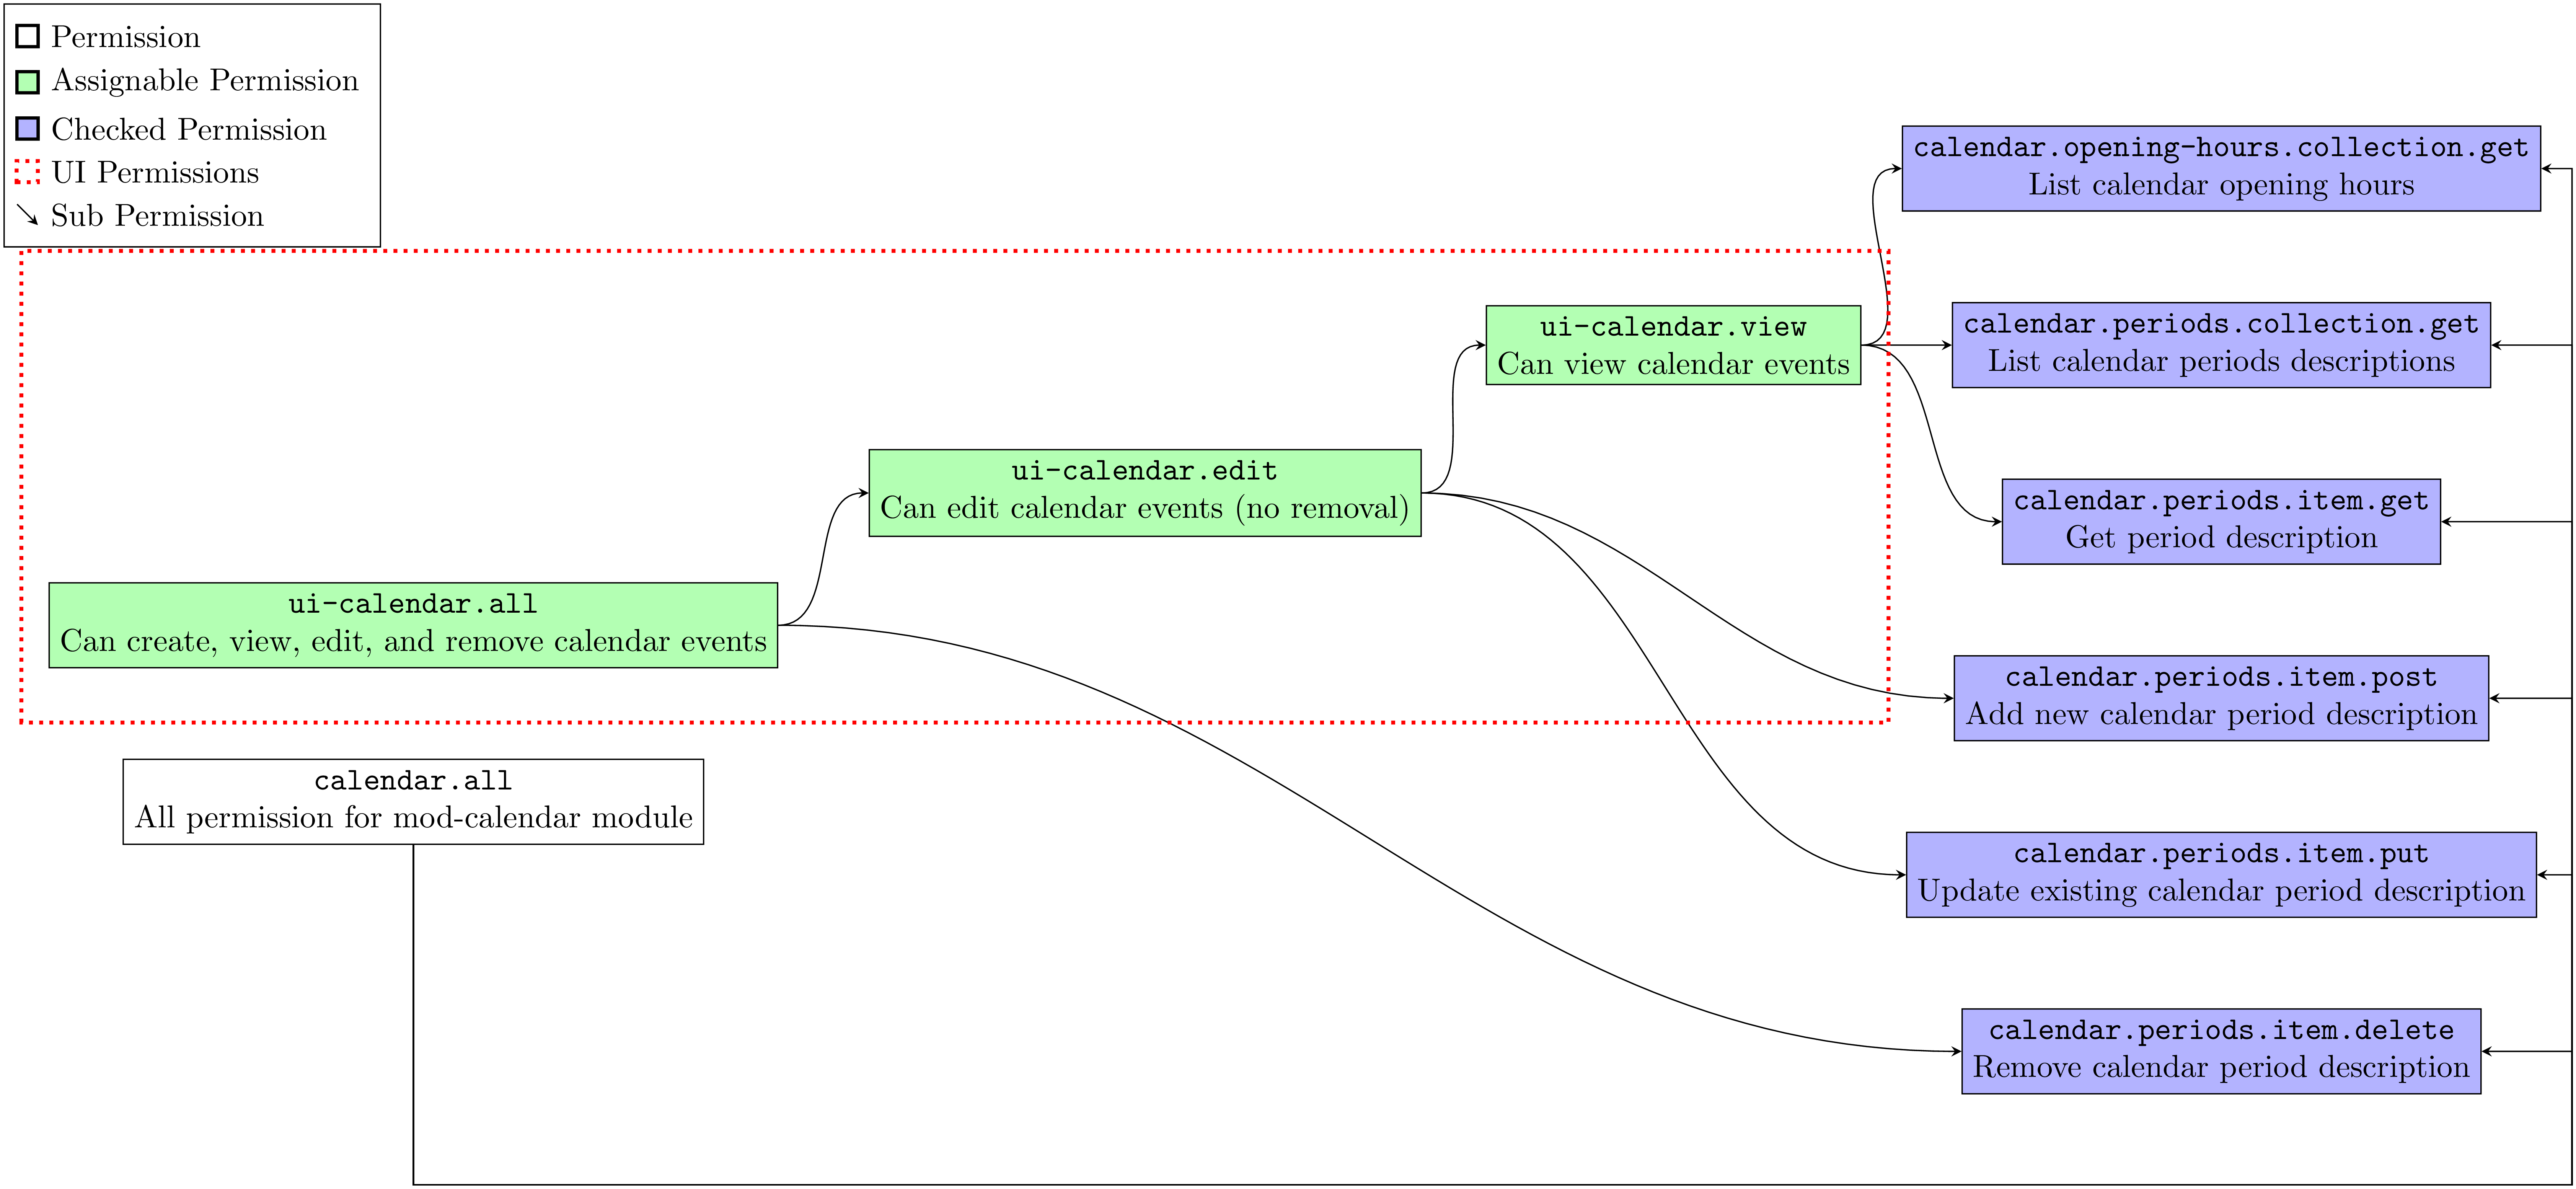 Permission
Assignable Permission
Checked Permission
UI Permissions
Sub Permission
calendar.opening-hours.collection.get
List calendar opening hours
ui-calendar.view
Can view calendar events
calendar.periods.collection.get
List calendar periods descriptions
ui-calendar.edit
Can edit calendar events (no removal)
calendar.periods.item.get
Get period description
ui-calendar.all
Can create, view, edit, and remove calendar events
calendar.periods.item.post
Add new calendar period description
calendar.all
All permission for mod-calendar module
calendar.periods.item.put
Update existing calendar period description
calendar.periods.item.delete
Remove calendar period description